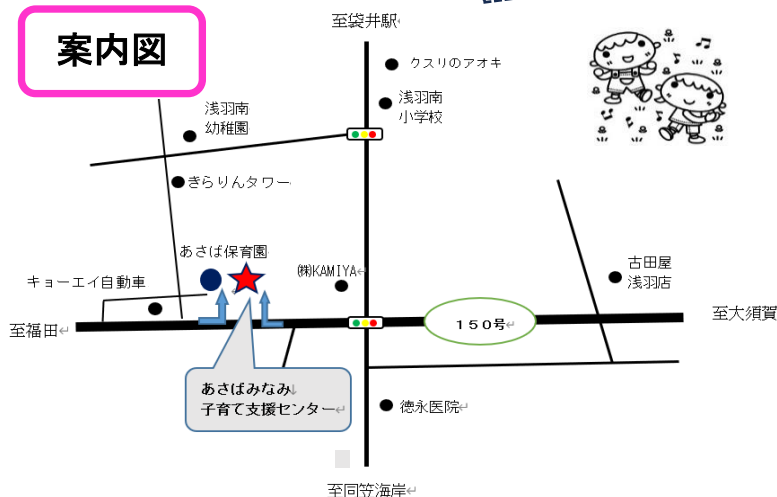 案内図
至袋井駅
クスリのアオキ
浅羽南
小学校
浅羽南
幼稚園
きらりんタワー
あさば保育園
㈱KAMIYA
キョーエイ自動車
古田屋
浅羽店
至大須賀
150号
至福田
あさばみなみ
子育て支援センター
徳永医院
至同笠海岸